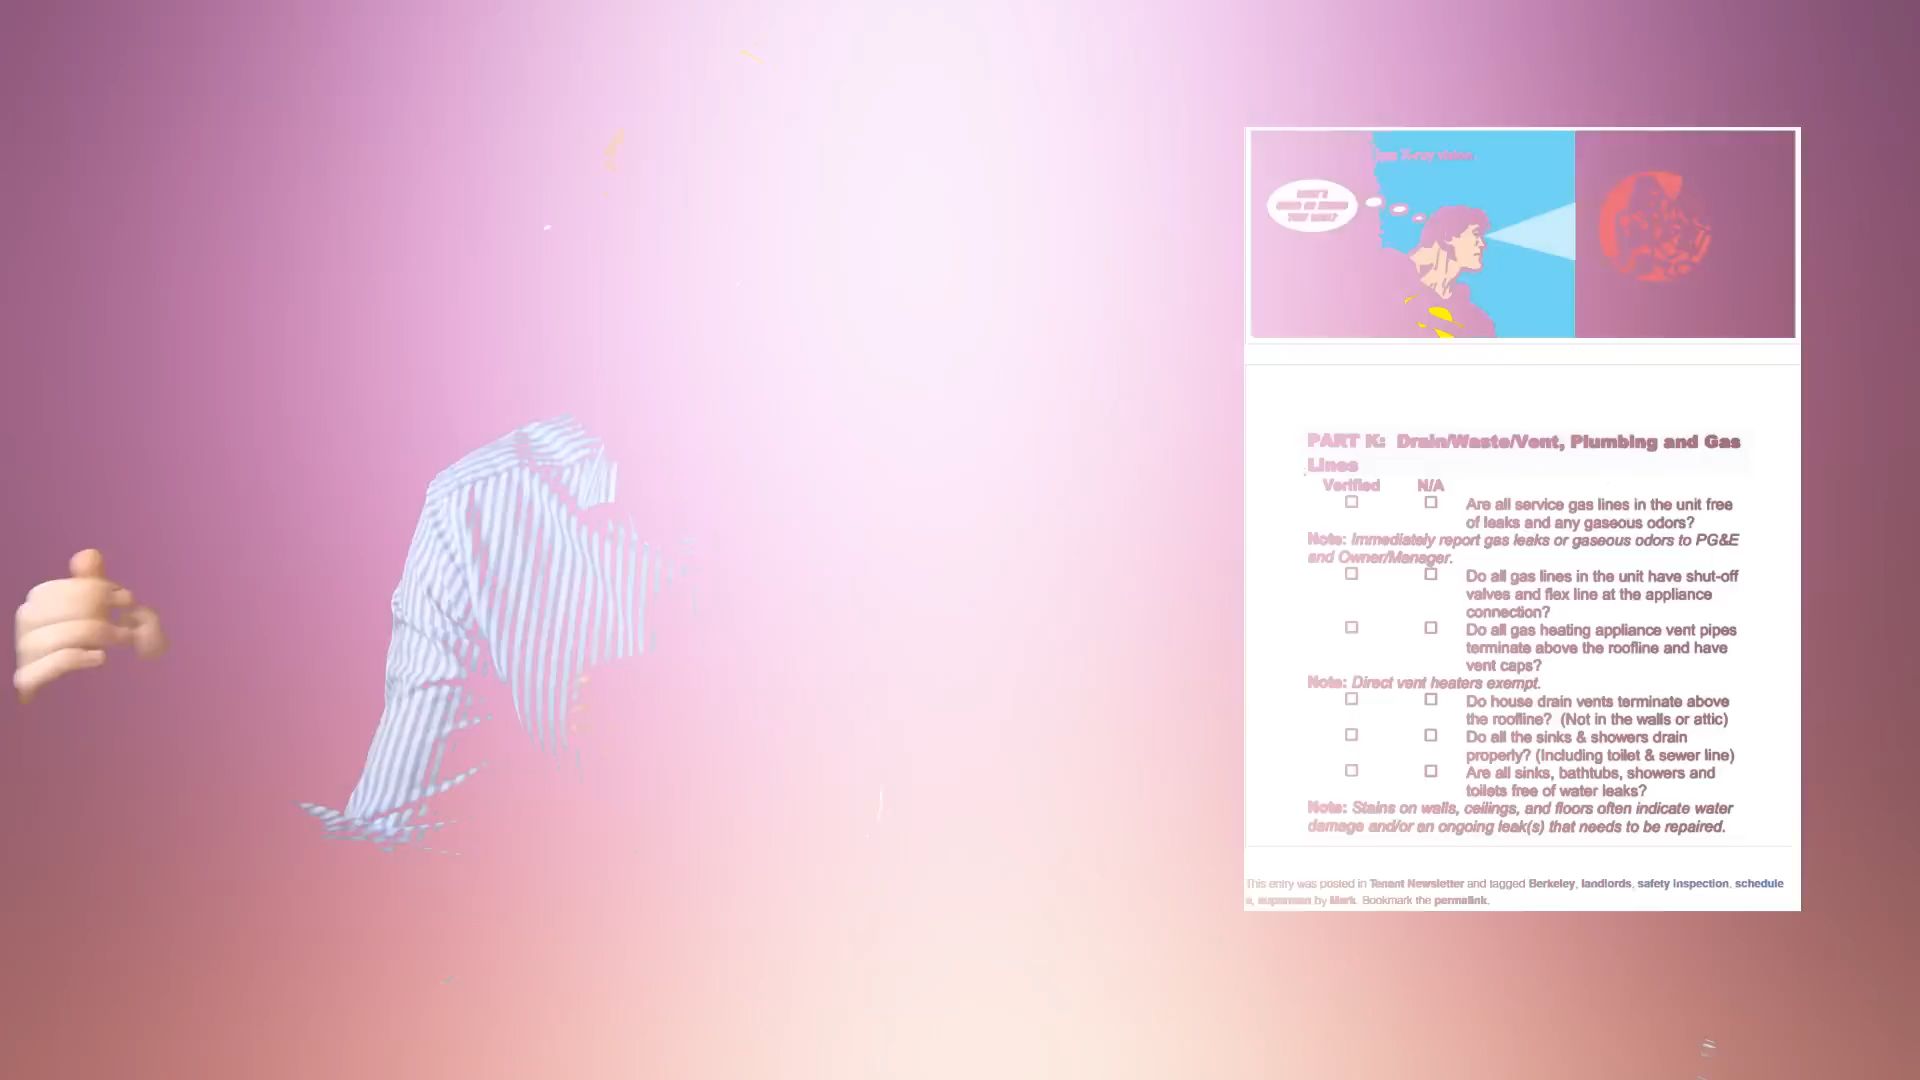 X-ray vision
PART K: Drain/Waste/Vent, Plumbing and Gas
Lines
Verified N/A
Are all service gas lines in the unit free
of leaks and any gaseous odors?
Note: Immediately report gas leaks or gaseous odors to PG&E
and Owner/Manager.
Do all gas lines in the unit have shut-off
valves and flex line at the appliance
connection?
Do all gas heating appliance vent pipes
terminate above the roofline and have
vent caps?
Note: Direct vent heaters exempt.
Do house drain vents terminate above
the roofline? (Not in the walls or attic)
Do all the sinks & showers drain
properly? (Including toilet & sewer line)
Are all sinks, bathtubs, showers and
toilets free of water leaks?
Note: Stains on walls, ceilings, and floors often indicate water
damage and/or an ongoing leak(s) that needs to be repaired.
This entry was posted in Tenant Newsletter and tagged Berkeley, landlords, safety inspection, schedule
a, superman by Mark. Bookmark the permalink.